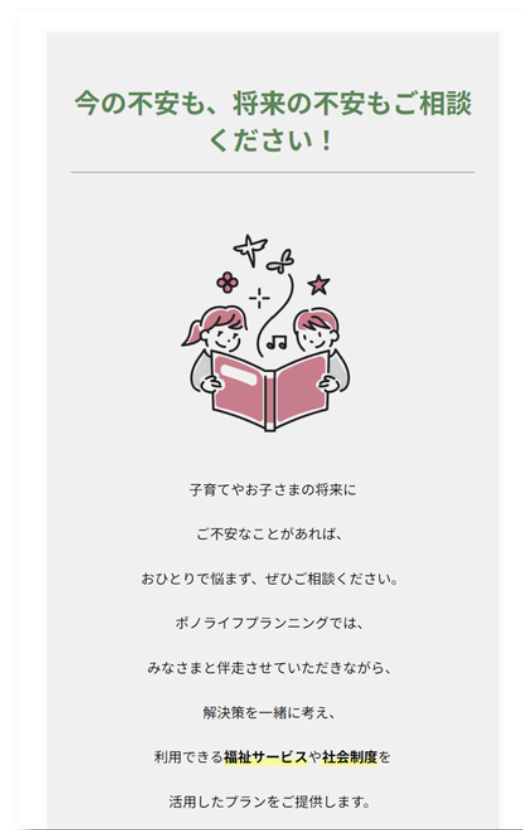 今の不安も、将来の不安もご相談
ください！
子育てやお子さまの将来に
ご不安なことがあれば、
おひとりで悩まず、ぜひご相談ください。
ポノライフプランニングでは、
みなさまと伴走させていただきながら、
解決策を一緒に考え、
利用できる福祉サービスや社会制度を
活用したプランをご提供します。